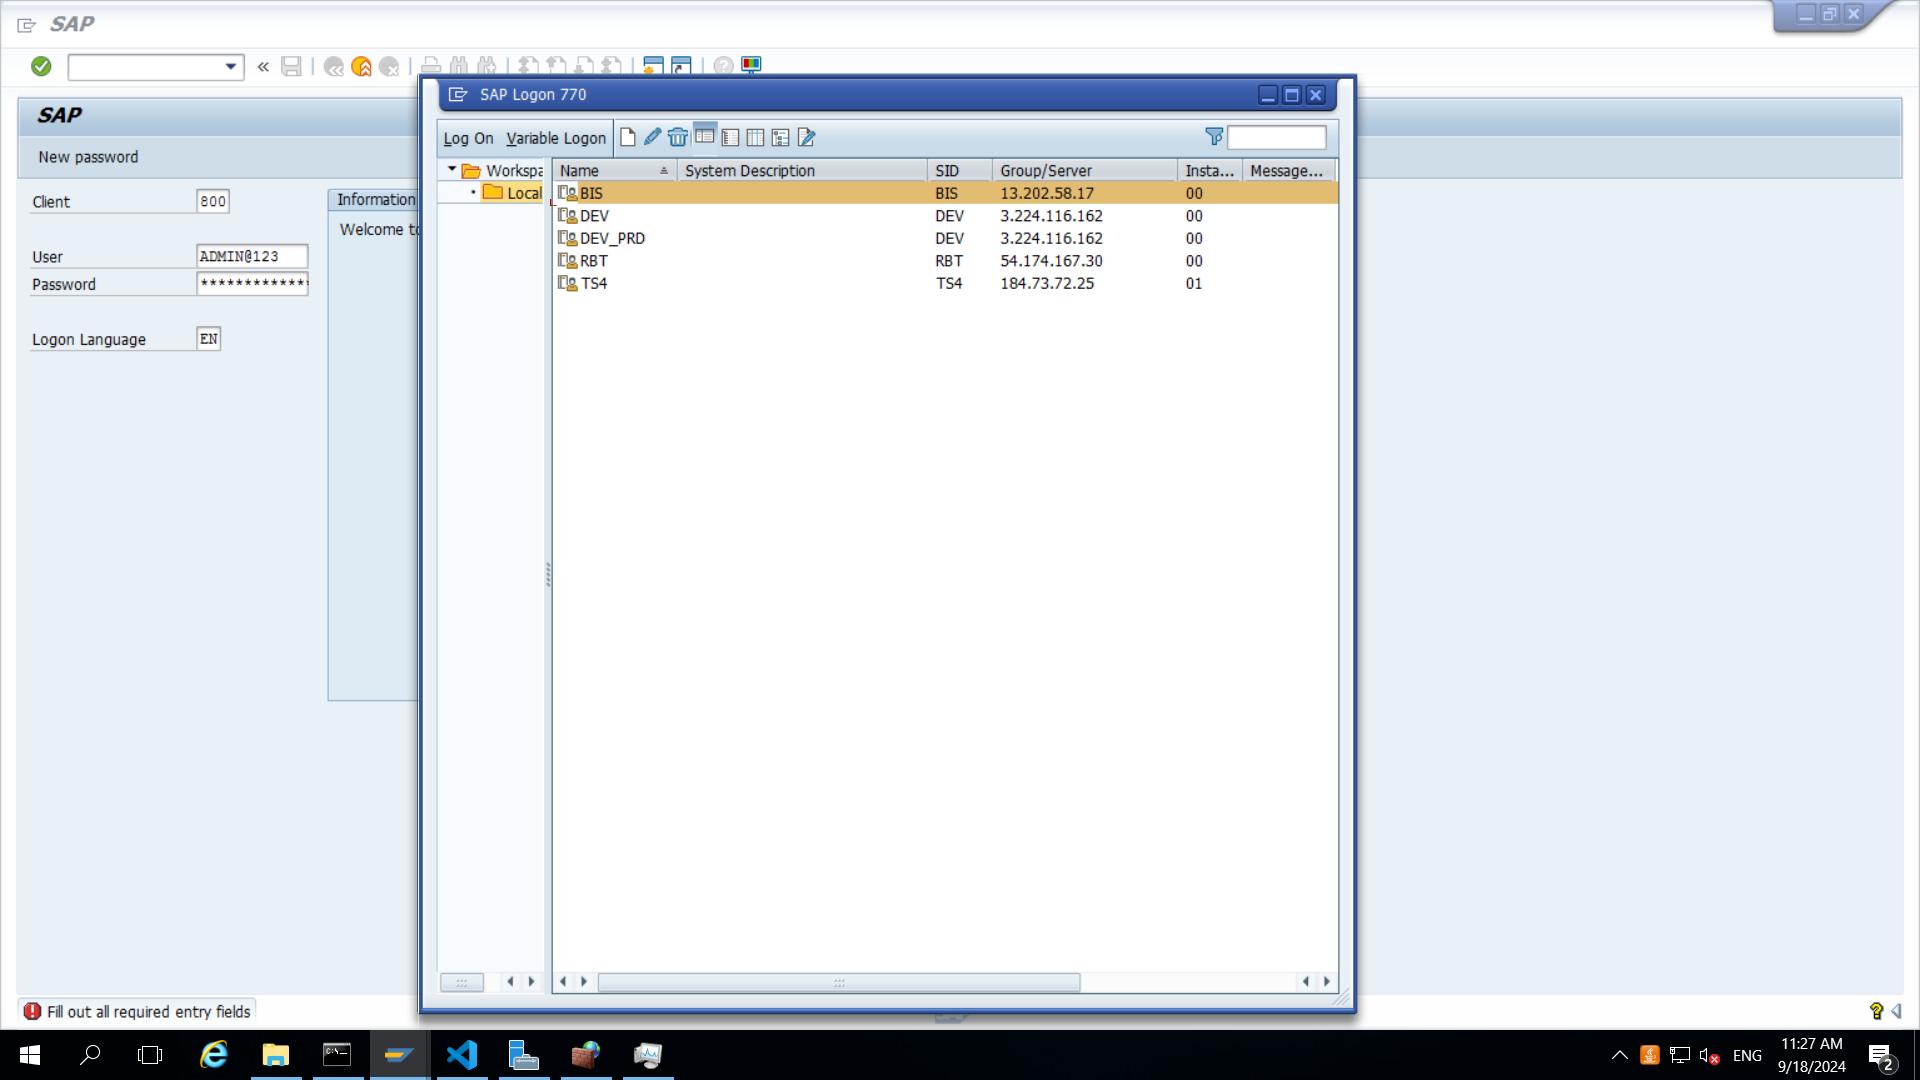 SAP
SAP
New password
Client 800
User ADMIN@123
Password *************
Logon Language EN
Information
Welcome to
SAP Logon 770
Log On Variable Logon
Workspa
Local
Name System Description SID Group/Server Insta... Message...
BIS BIS 13.202.58.17 00
DEV DEV 3.224.116.162 00
DEV_PRD DEV 3.224.116.162 00
RBT RBT 54.174.167.30 00
TS4 TS4 184.73.72.25 01
Fill out all required entry fields
ENG
11:27 AM
9/18/2024
2